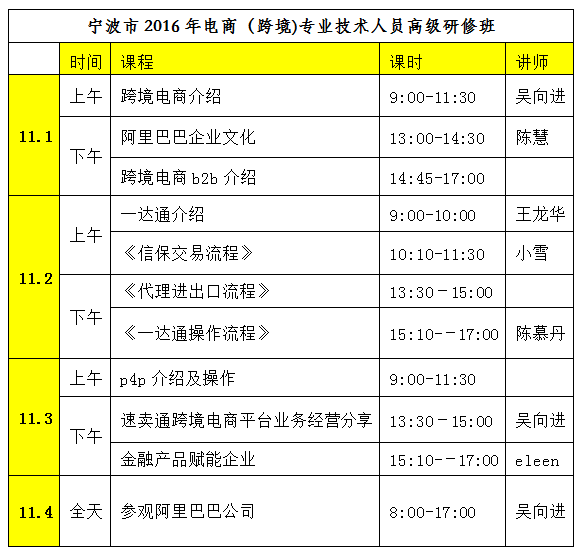 宁波市2016年电商（跨境)专业技术人员高级研修班
时间 课程 课时 讲师
11.1 上午 跨境电商介绍 9:00-11:30 吴向进
下午 阿里巴巴企业文化 13:00-14:30 陈慧
跨境电商b2b介绍 14:45-17:00
11.2 上午 一达通介绍 9:00-10:00 王龙华
《信保交易流程》 10:10-11:30 小雪
下午 《代理进出口流程》 13:30－15:00
《一达通操作流程》 15:10-－17:00 陈慕丹
11.3 上午 p4p介绍及操作 9:00-11:30
下午 速卖通跨境电商平台业务经营分享 13:30－15:00 吴向进
金融产品赋能企业 15:10-－17:00 eleen
11.4 全天 参观阿里巴巴公司 8:00-17:00 吴向进